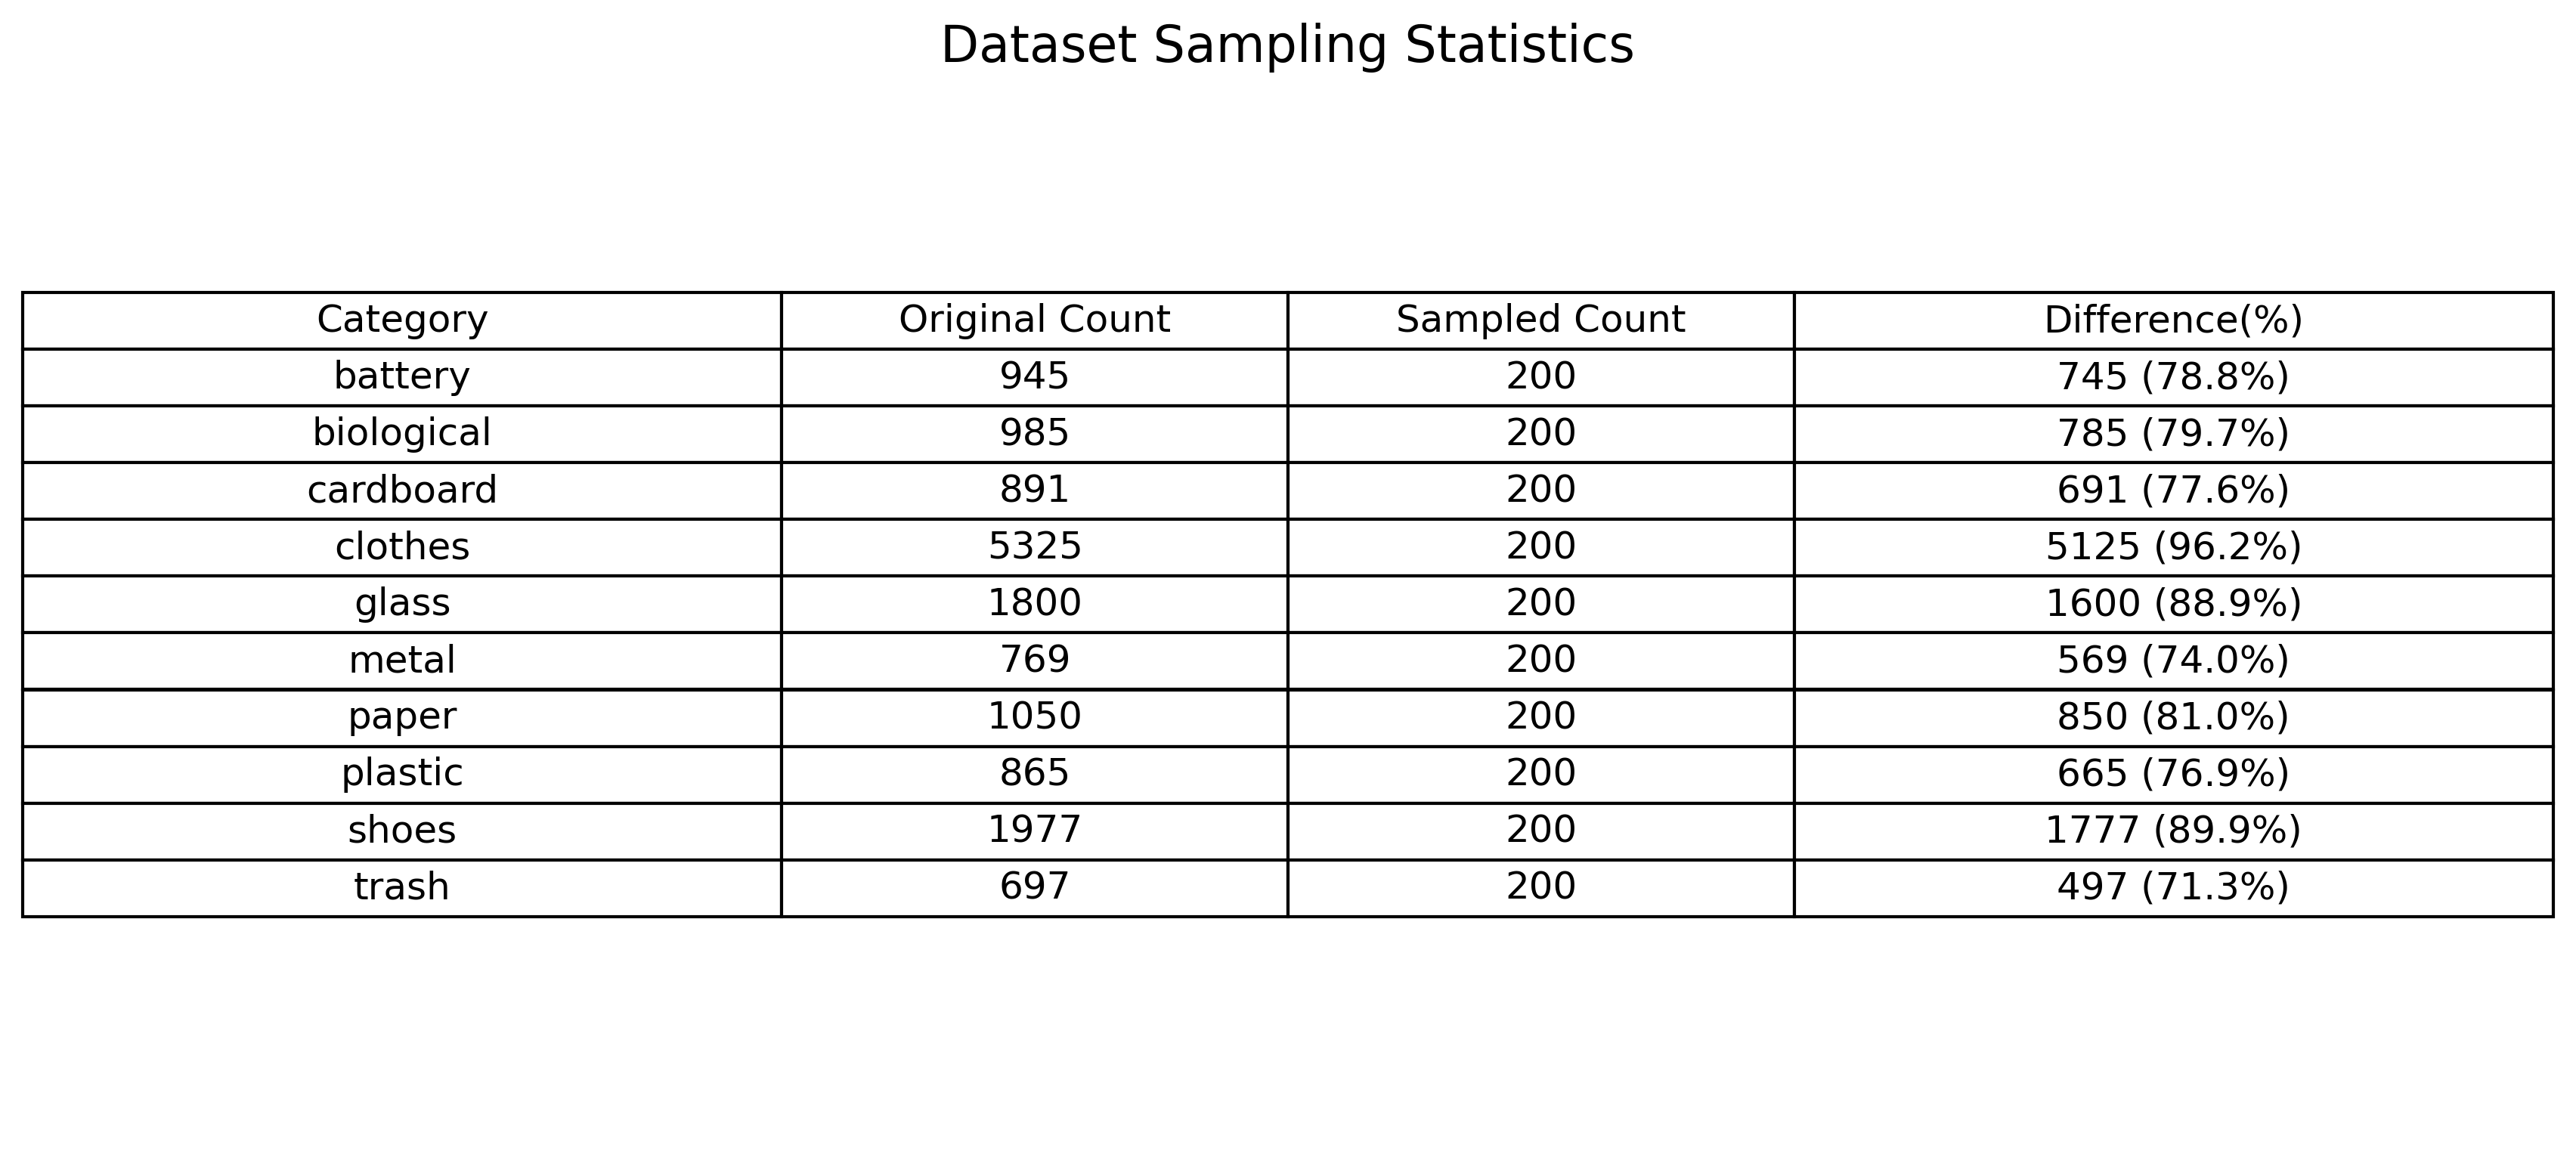 Dataset Sampling Statistics
Category Original Count Sampled Count Difference(%)
battery 945 200 745 (78.8%)
biological 985 200 785 (79.7%)
cardboard 891 200 691 (77.6%)
clothes 5325 200 5125 (96.2%)
glass 1800 200 1600 (88.9%)
metal 769 200 569 (74.0%)
paper 1050 200 850 (81.0%)
plastic 865 200 665 (76.9%)
shoes 1977 200 1777 (89.9%)
trash 697 200 497 (71.3%)